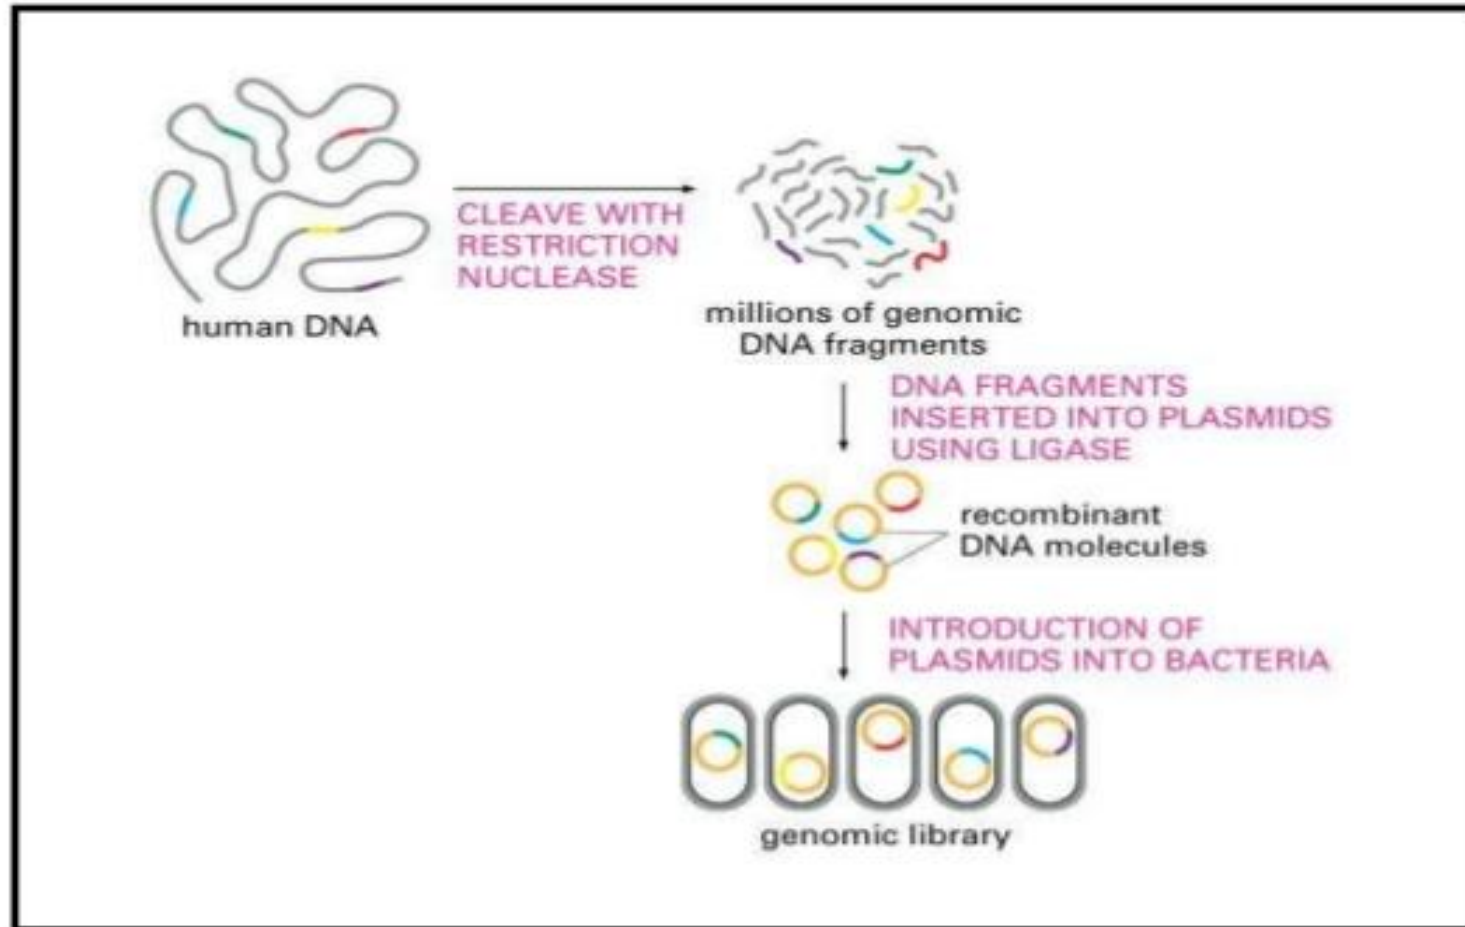 CLEAVE WITH
RESTRICTION
NUCLEASE
human DNA
millions of genomic
DNA fragments
DNA FRAGMENTS
INSERTED INTO PLASMIDS
USING LIGASE
recombinant
DNA molecules
INTRODUCTION OF
PLASMIDS INTO BACTERIA
genomic library